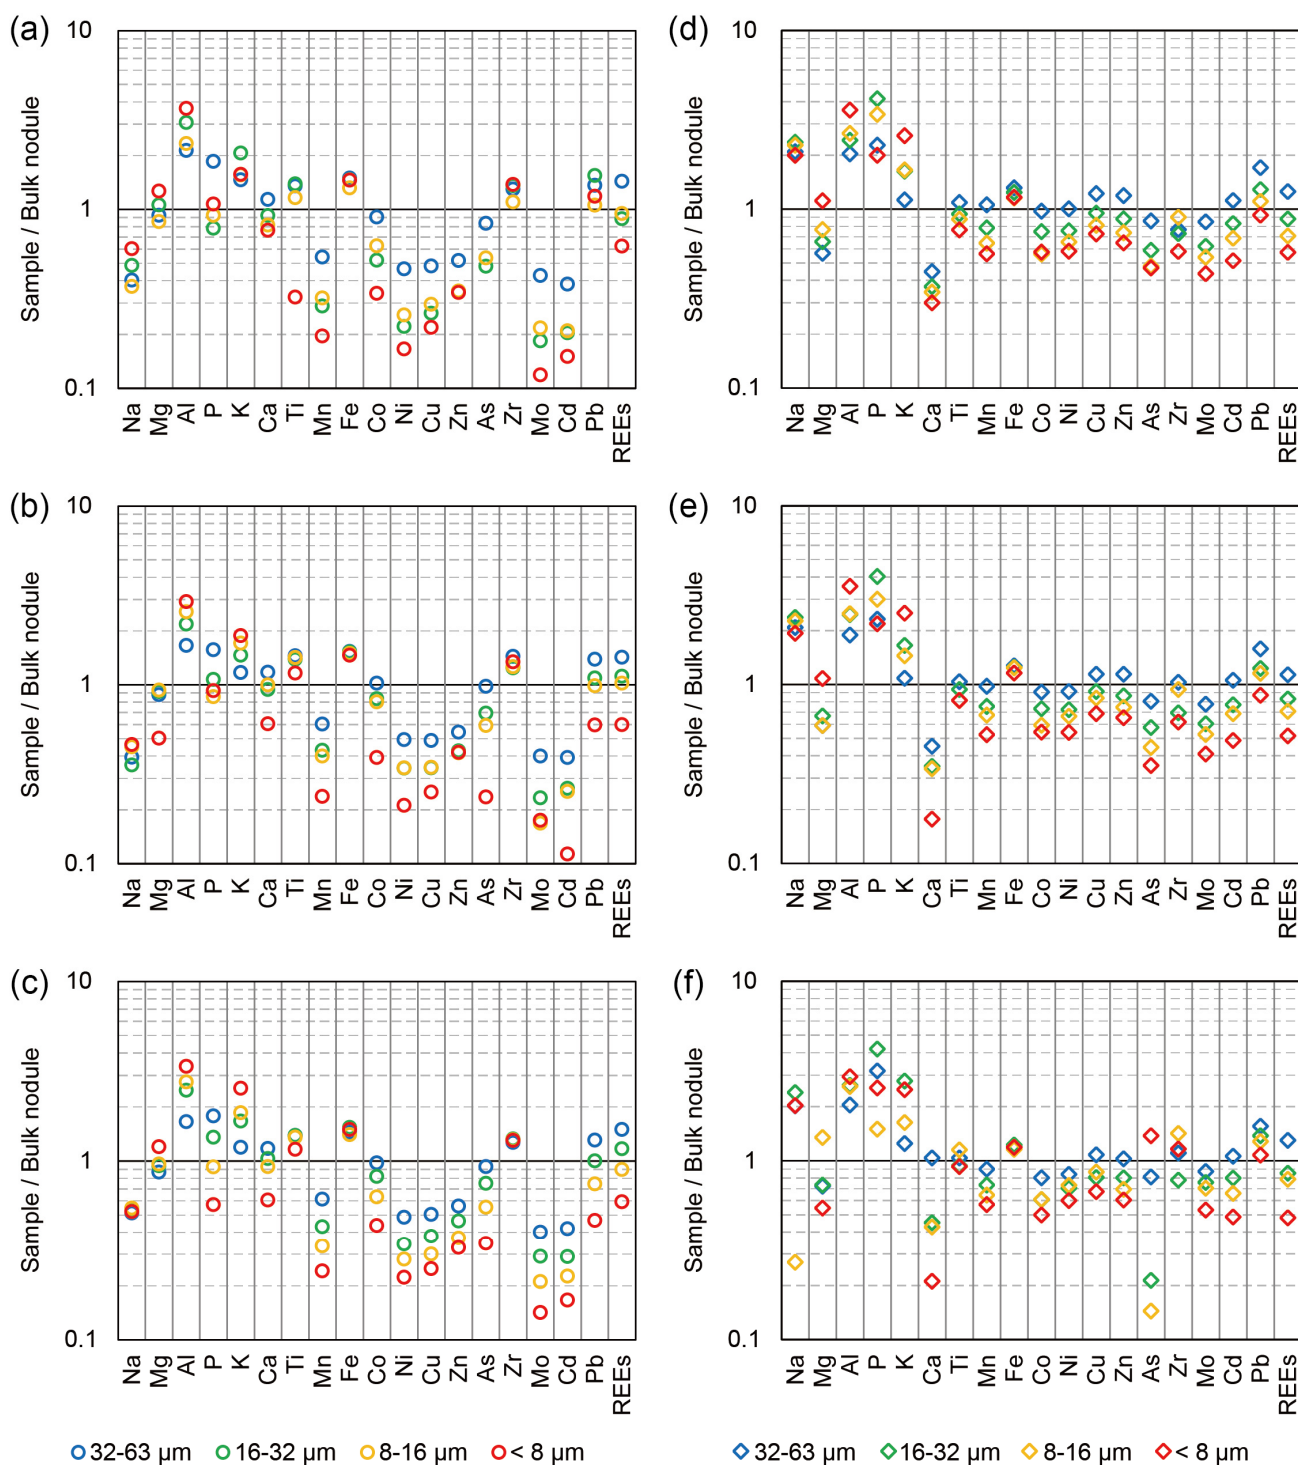 (a)
10
1
0.1
Sample / Bulk nodule
Na Mg Al P K Ca Ti Mn Fe Co Ni Cu Zn As Zr Mo Cd Pb REEs
(d)
10
1
0.1
Sample / Bulk nodule
Na Mg Al P K Ca Ti Mn Fe Co Ni Cu Zn As Zr Mo Cd Pb REEs
(b)
10
1
0.1
Sample / Bulk nodule
Na Mg Al P K Ca Ti Mn Fe Co Ni Cu Zn As Zr Mo Cd Pb REEs
(e)
10
1
0.1
Sample / Bulk nodule
Na Mg Al P K Ca Ti Mn Fe Co Ni Cu Zn As Zr Mo Cd Pb REEs
(c)
10
1
0.1
Sample / Bulk nodule
Na Mg Al P K Ca Ti Mn Fe Co Ni Cu Zn As Zr Mo Cd Pb REEs
(f)
10
1
0.1
Sample / Bulk nodule
Na Mg Al P K Ca Ti Mn Fe Co Ni Cu Zn As Zr Mo Cd Pb REEs
32-63 µm 16-32 µm 8-16 µm < 8 µm
32-63 µm 16-32 µm 8-16 µm < 8 µm